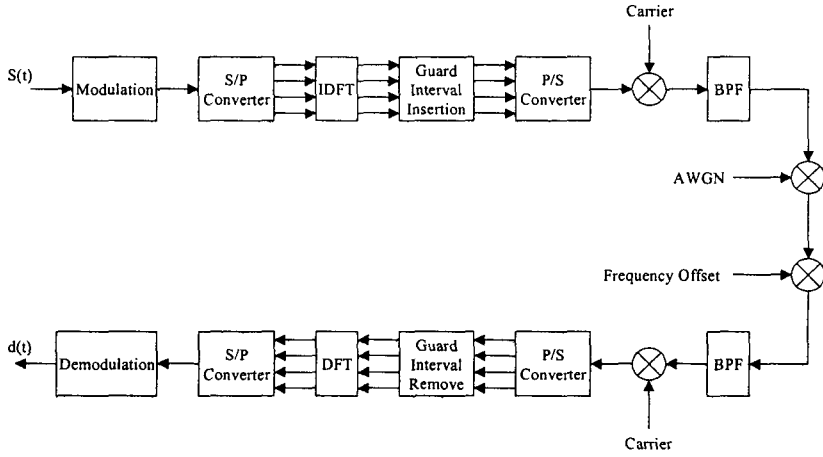 Carrier
S(t)
Modulation
S/P
Converter
IDFT
Guard
Interval
Insertion
P/S
Converter
BPF
AWGN
Frequency Offset
d(t)
Demodulation
S/P
Converter
DFT
Guard
Interval
Remove
P/S
Converter
BPF
Carrier